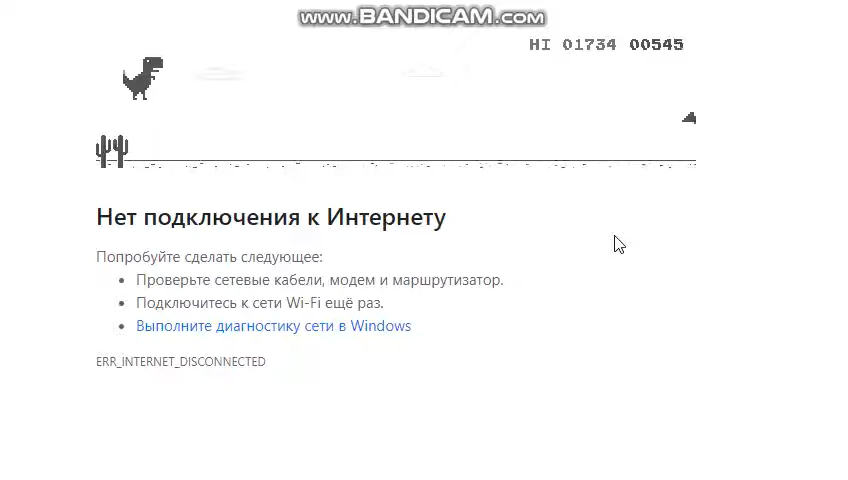 www.BANDICAM.com
HI 01734 00545
Нет подключения к Интернету
Попробуйте сделать следующее:
• Проверьте сетевые кабели, модем и маршрутизатор.
• Подключитесь к сети Wi-Fi ещё раз.
• Выполните диагностику сети в Windows
ERR_INTERNET_DISCONNECTED